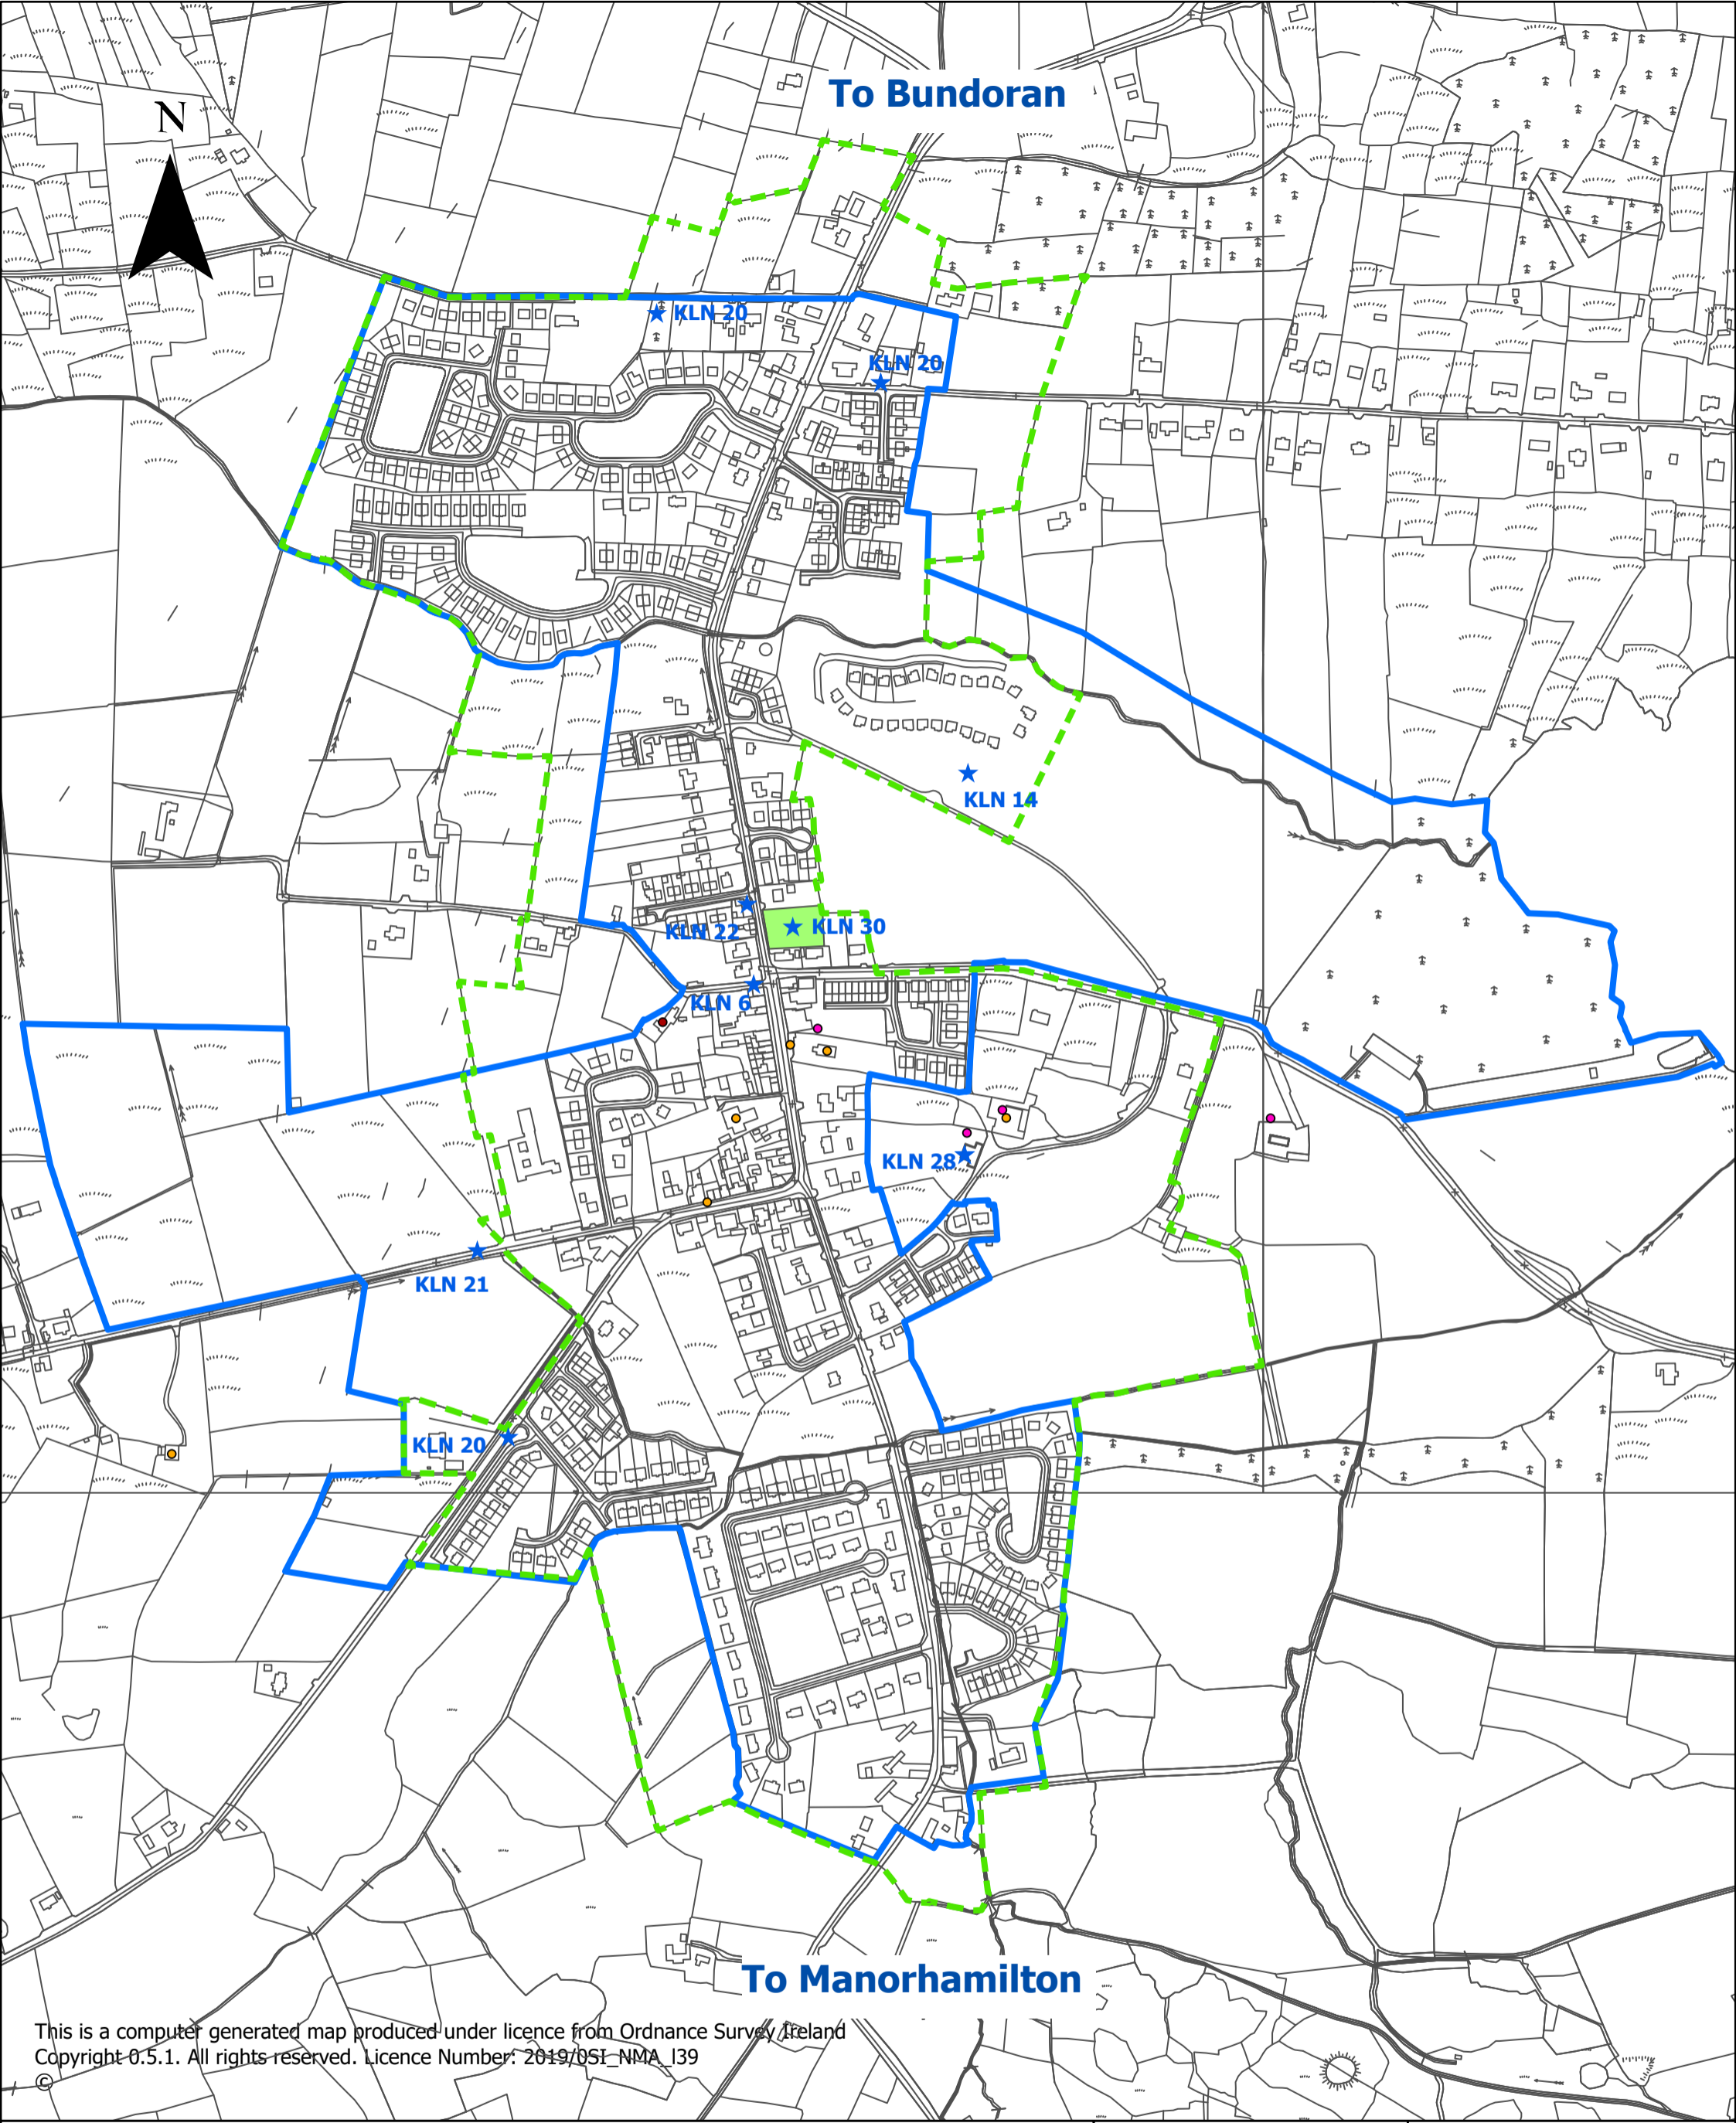 To Bundoran
N
KLN 20
KLN 20
KLN 14
KLN 22
KLN 30
KLN 6
KLN 28
KLN 21
KLN 20
To Manorhamilton
This is a computer generated map produced under licence from Ordnance Survey Ireland
Copyright 0.5.1. All rights reserved. Licence Number: 2019/0SI_NMA_I39
©